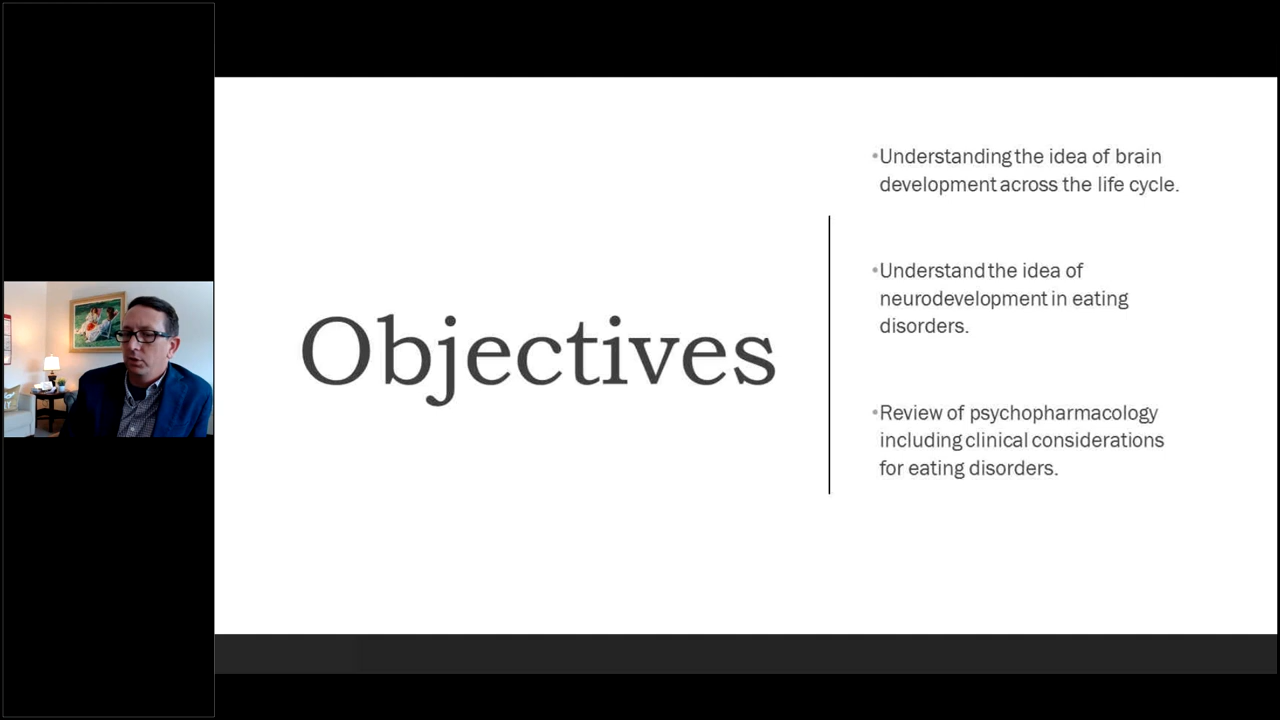 Objectives
•Understanding the idea of brain
development across the life cycle.
•Understand the idea of
neurodevelopment in eating
disorders.
•Review of psychopharmacology
including clinical considerations
for eating disorders.